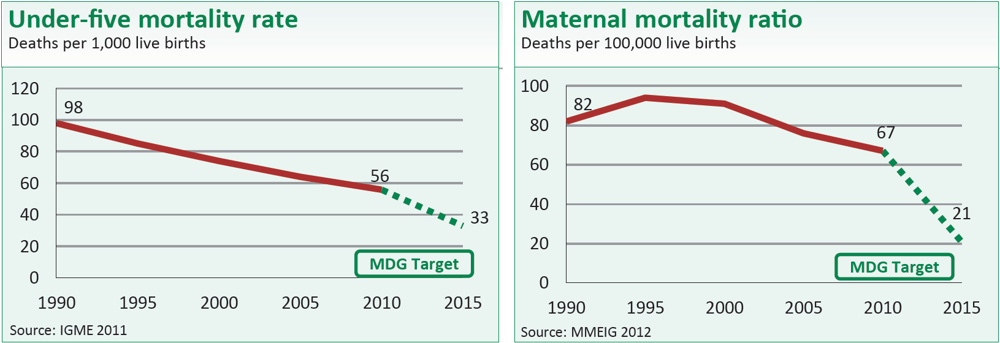 Under-five mortality rate
Deaths per 1,000 live births
120
100
80
60
40
20
0
98
56
33
MDG Target
1990 1995 2000 2005 2010 2015
Source: IGME 2011
Maternal mortality ratio
Deaths per 100,000 live births
100
80
60
40
20
0
82
67
21
MDG Target
1990 1995 2000 2005 2010 2015
Source: MMEIG 2012